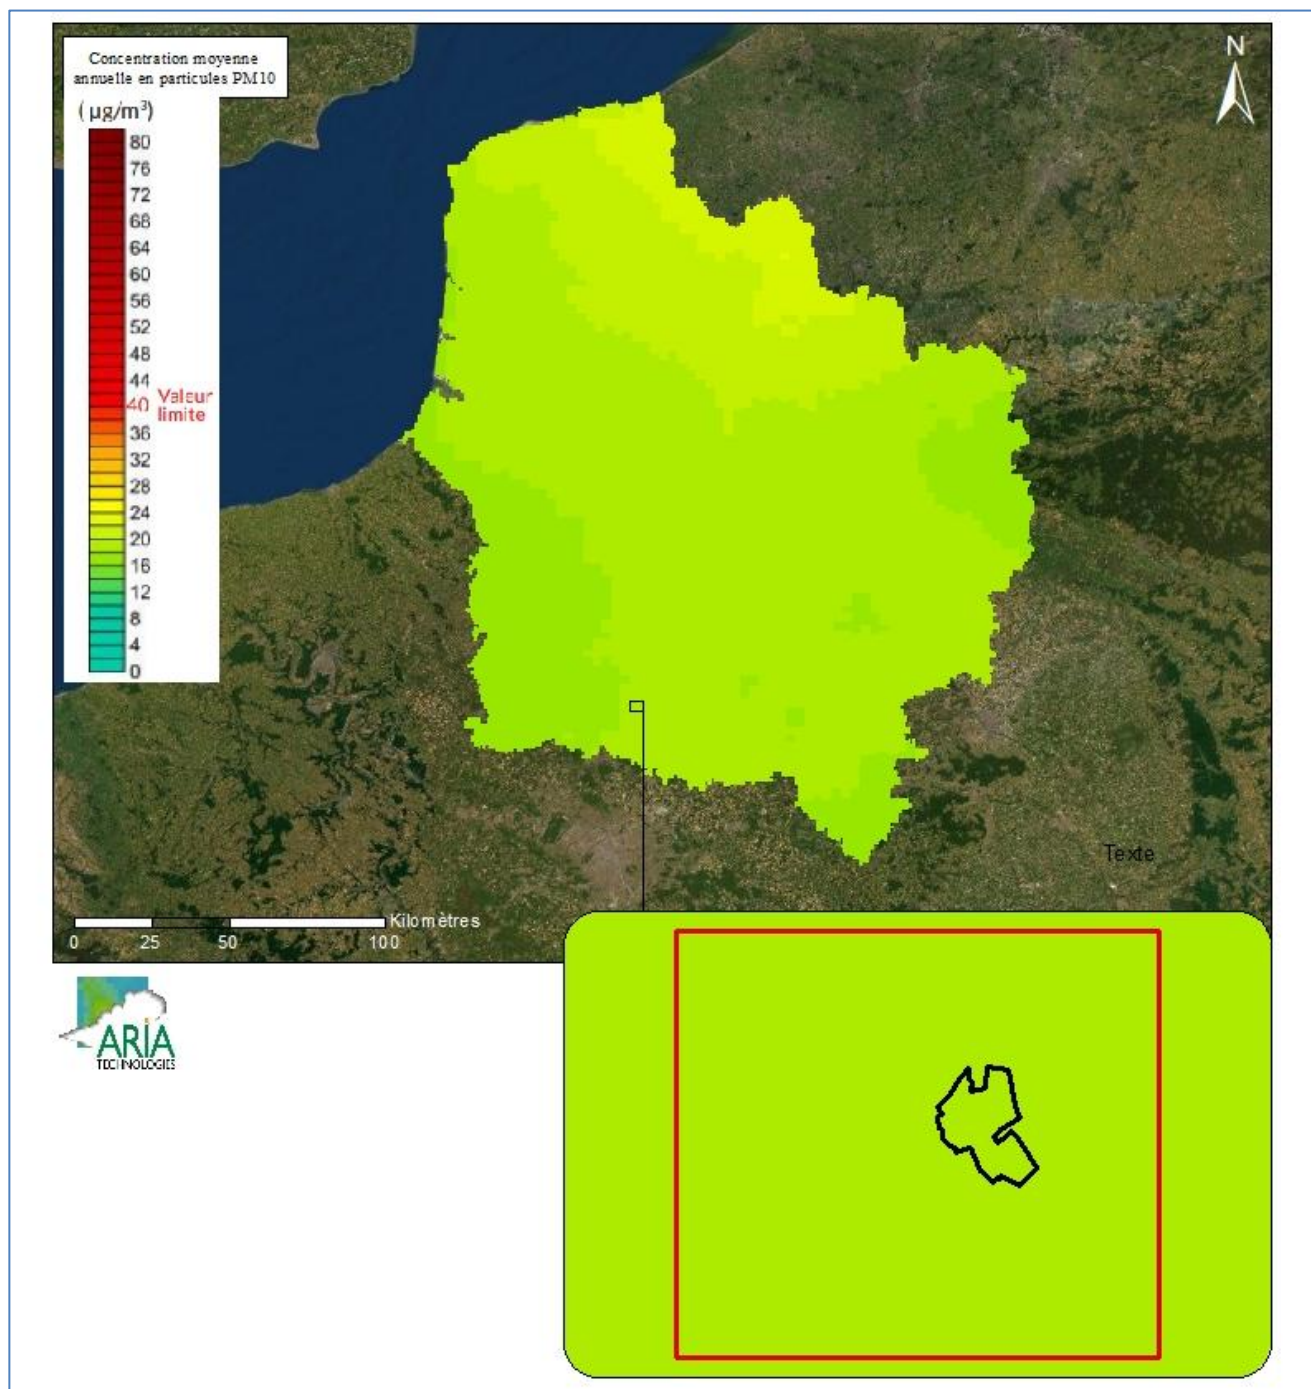 Concentration moyenne
annuelle en particules PM10
( µg/m³)
80
76
72
68
64
60
56
52
48
44
40 Valeur
limite
36
32
28
24
20
16
12
8
4
0
N
Texte
Kilomètres
0 25 50 100
ARIA
TECHNOLOGIES